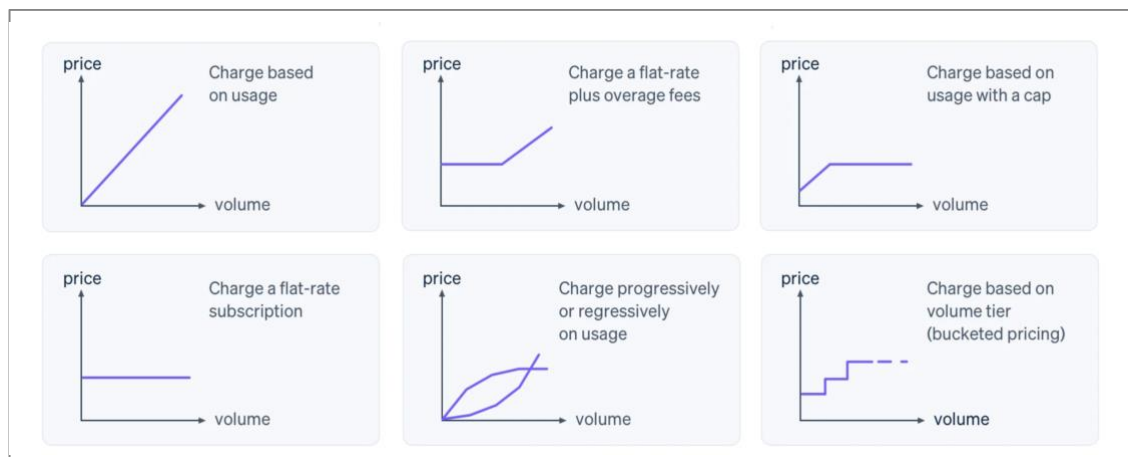 price
Charge based
on usage
volume
price
Charge a flat-rate
plus overage fees
volume
price
Charge based on
usage with a cap
volume
price
Charge a flat-rate
subscription
volume
price
Charge progressively
or regressively
on usage
volume
price
Charge based on
volume tier
(bucketed pricing)
volume